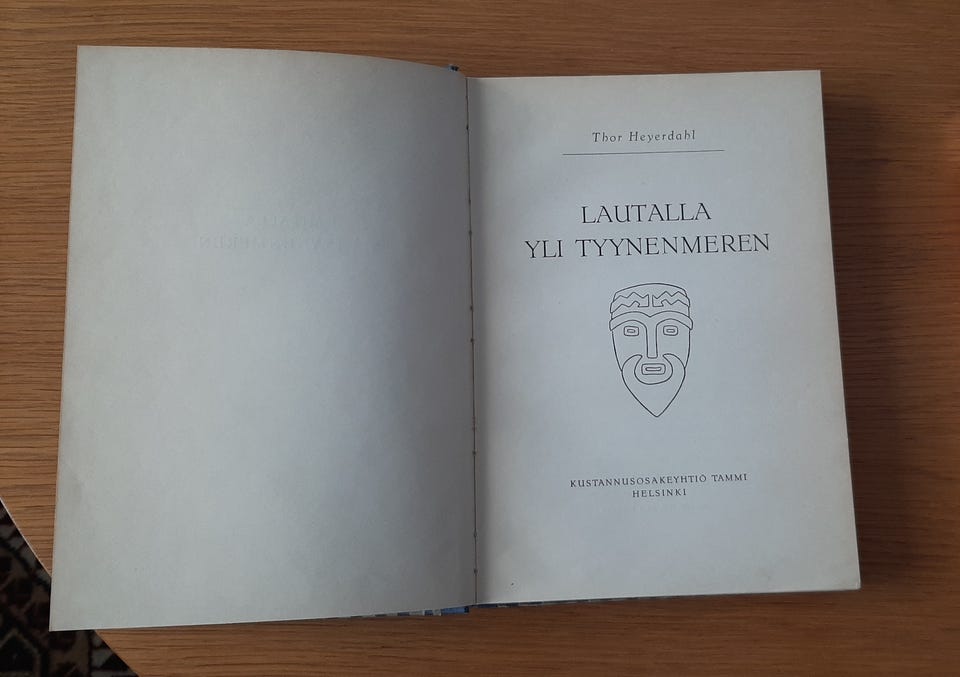 Thor Heyerdahl
LAUTALLA
YLI TYYNENMEREN
KUSTANNUSOSAKEYHTIÖ TAMMI
HELSINKI